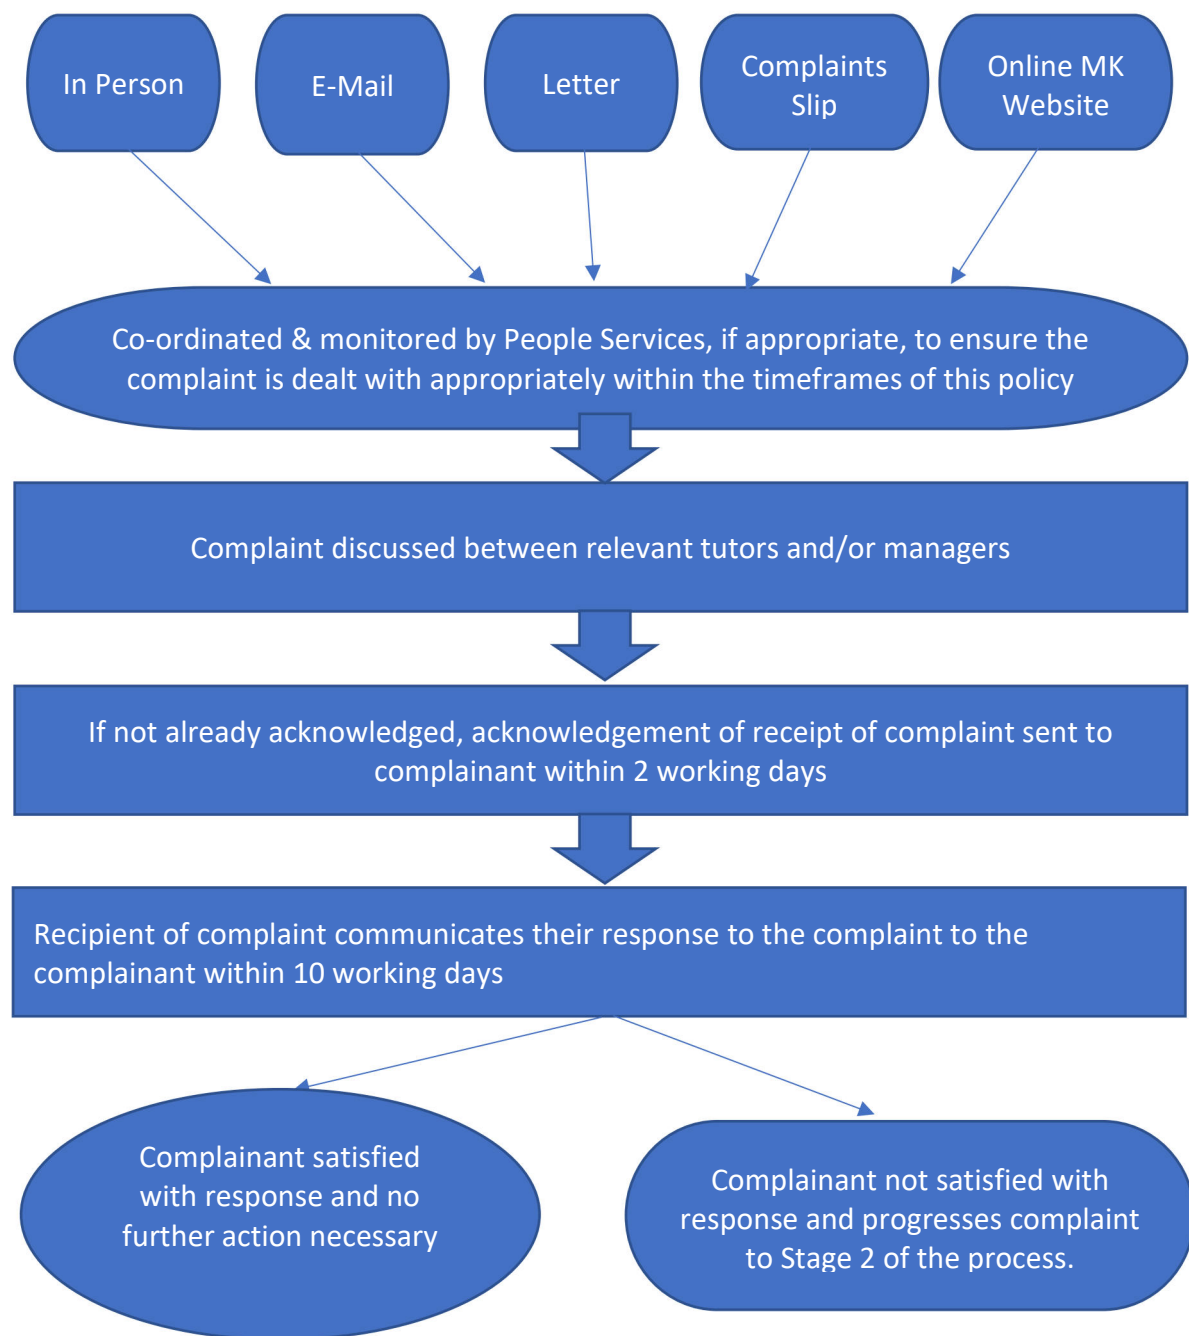 In Person
E-Mail
Letter
Complaints
Slip
Online MK
Website
Co-ordinated & monitored by People Services, if appropriate, to ensure the
complaint is dealt with appropriately within the timeframes of this policy
Complaint discussed between relevant tutors and/or managers
If not already acknowledged, acknowledgement of receipt of complaint sent to
complainant within 2 working days
Recipient of complaint communicates their response to the complaint to the
complainant within 10 working days
Complainant satisfied
with response and no
further action necessary
Complainant not satisfied with
response and progresses complaint
to Stage 2 of the process.